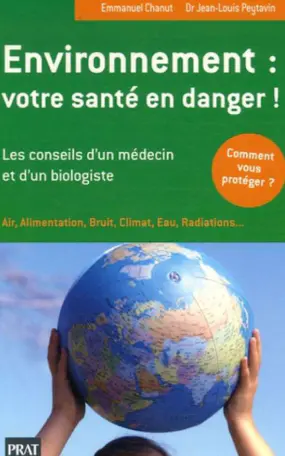 Emmanuel Chanut Dr Jean-Louis Peytavin
Environnement :
votre santé en danger !
Les conseils d'un médecin
et d'un biologiste
Comment
vous
protéger ?
Air, Alimentation, Bruit, Climat, Eau, Radiations...
PRAT